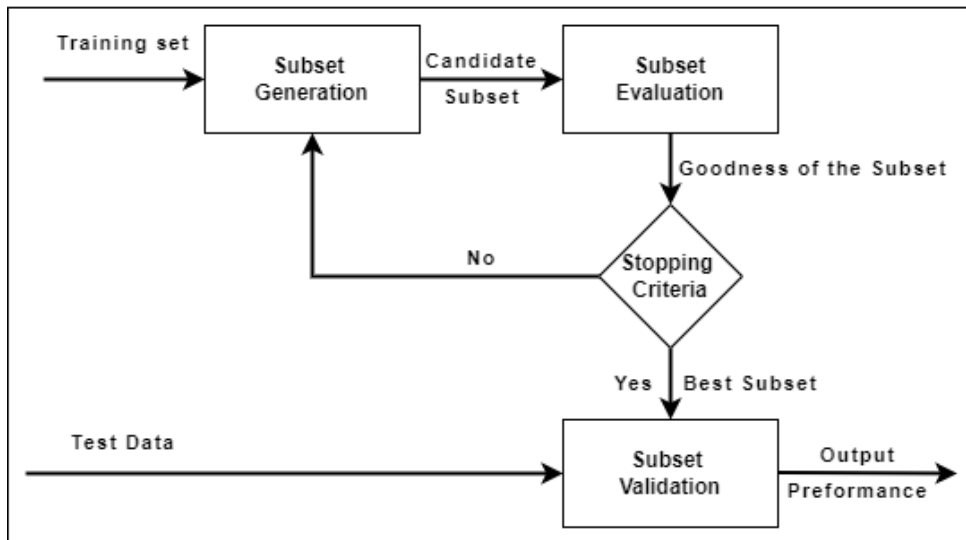 Training set
Subset
Generation
Candidate
Subset
Subset
Evaluation
Goodness of the Subset
No
Stopping
Criteria
Yes
Best Subset
Test Data
Subset
Validation
Output
Preformance